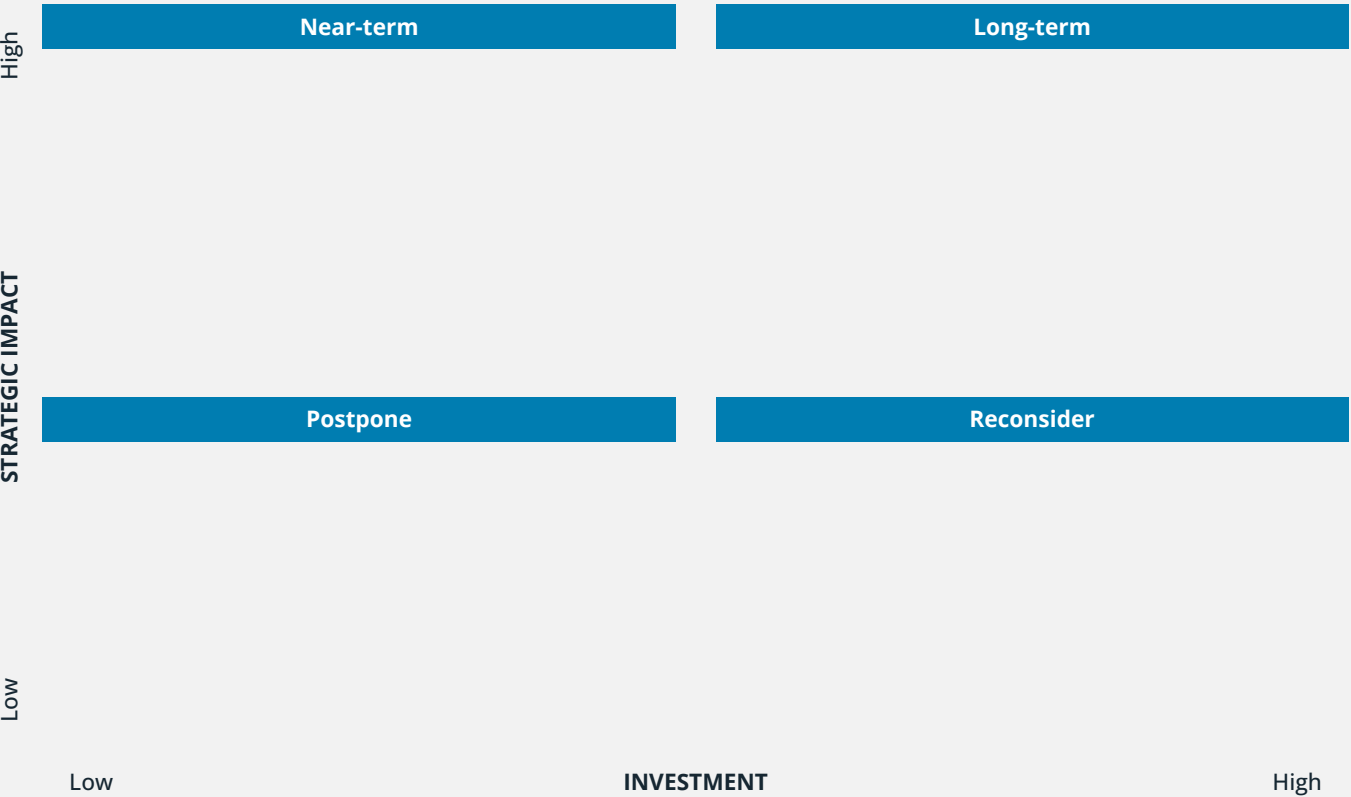 Near-term
Long-term
High
STRATEGIC IMPACT
Postpone
Reconsider
Low
Low
INVESTMENT
High